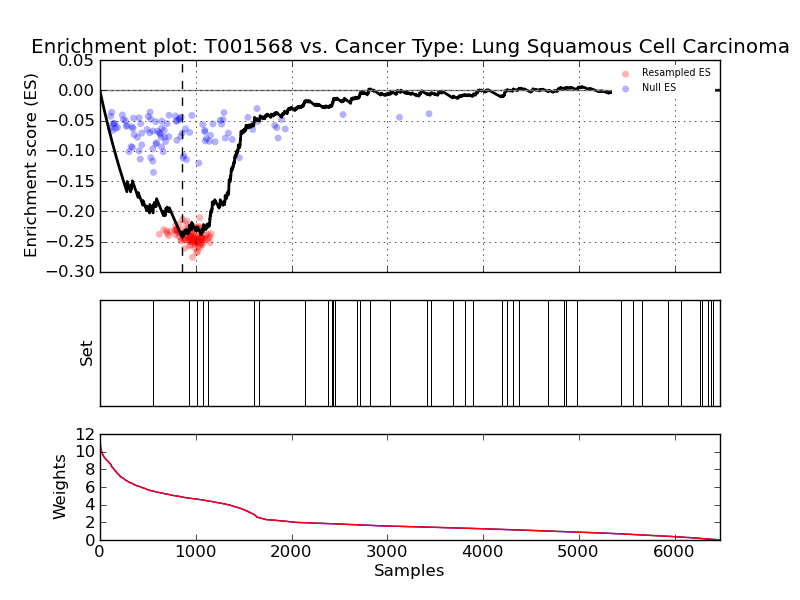 Enrichment plot: T001568 vs. Cancer Type: Lung Squamous Cell Carcinoma
Enrichment score (ES)
0.05
0.00
−0.05
−0.10
−0.15
−0.20
−0.25
−0.30
Resampled ES
Null ES
Set
Weights
12
10
8
6
4
2
0
0 1000 2000 3000 4000 5000 6000
Samples